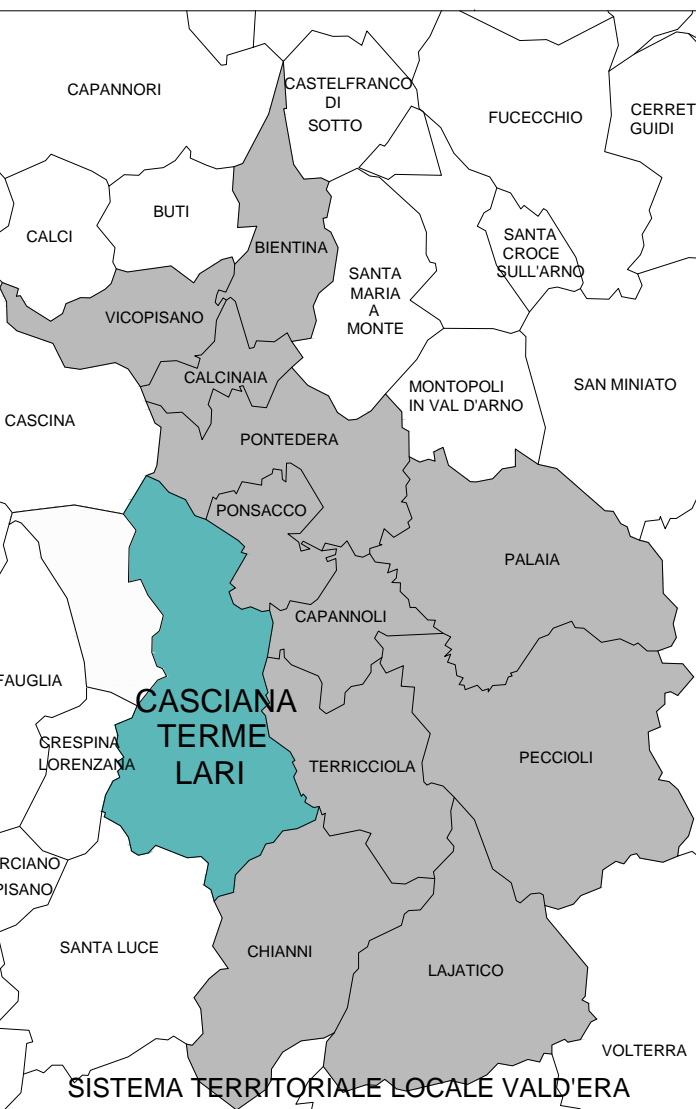 CAPANNORI
CASTELFRANCO
DI
SOTTO
FUCECCHIO
CERRET
GUIDI
BUTI
CALCI
BIENTINA
SANTA
CROCE
SULL'ARNO
SANTA
MARIA
A
MONTE
VICOPISANO
CALCINAIA
MONTOPOLI
IN VAL D'ARNO
SAN MINIATO
CASCINA
PONTEDERA
PONSACCO
PALAIA
CAPANNOLI
FAUGLIA
CASCIANA
TERME
LARI
CRESPINA
LORENZANA
TERRICCIOLA
PECCIOLI
RCIANO
PISANO
SANTA LUCE
CHIANNI
LAJATICO
VOLTERRA
SISTEMA TERRITORIALE LOCALE VALD'ERA